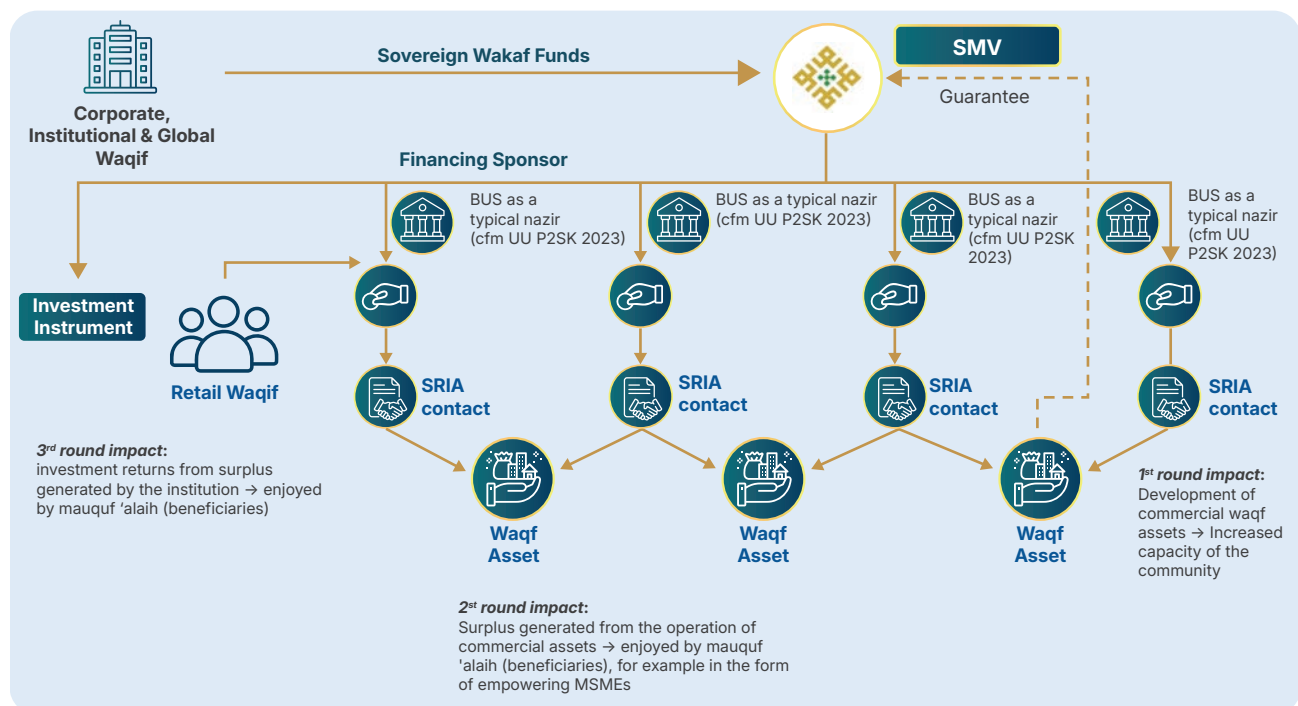 Sovereign Wakaf Funds
SMV
Guarantee
Corporate,
Institutional & Global
Waqif
Financing Sponsor
BUS as a
typical nazir
(cfm UU P2SK 2023)
BUS as a typical nazir
(cfm UU P2SK 2023)
BUS as a
typical nazir
(cfm UU P2SK
2023)
BUS as a
typical nazir
(cfm UU
P2SK 2023)
Investment
Instrument
Retail Waqif
SRIA
contact
SRIA
contact
SRIA
contact
SRIA
contact
3rd round impact:
investment returns from surplus
generated by the institution → enjoyed
by mauquf ‘alaih (beneficiaries)
Waqf
Asset
Waqf
Asset
Waqf
Asset
1st round impact:
Development of
commercial waqf
assets → Increased
capacity of the
community
2st round impact:
Surplus generated from the operation of
commercial assets → enjoyed by mauquf
'alaih (beneficiaries), for example in the form
of empowering MSMEs